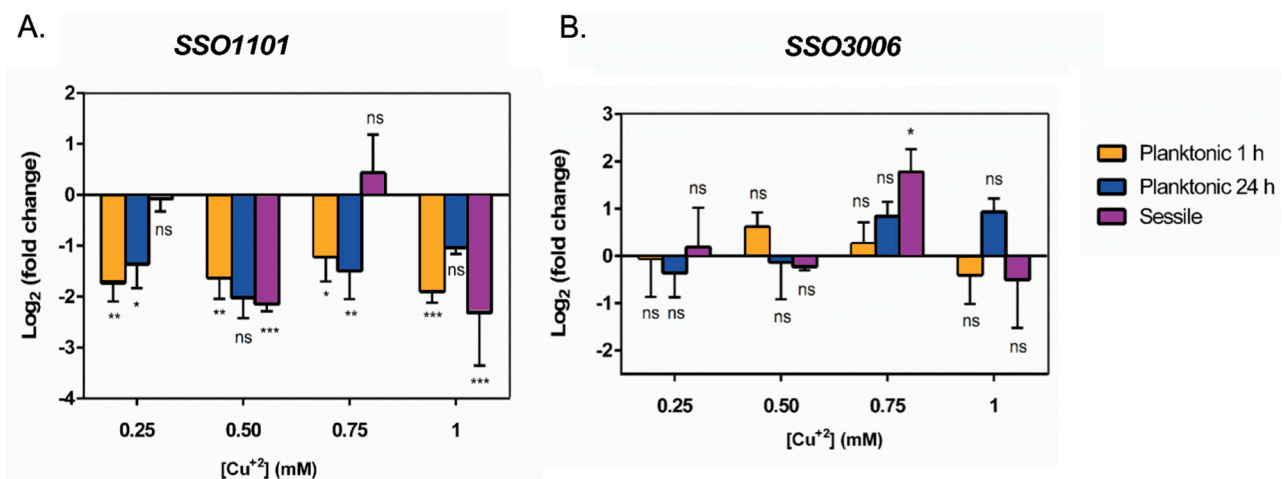 A.
SSO1101
Log2 (fold change)
2
1
0
-1
-2
-3
-4
** * ns
** ns ***
* ** ns
*** ns ***
0.25 0.50 0.75 1
[Cu+2] (mM)
B.
SSO3006
Log2 (fold change)
3
2
1
0
-1
-2
ns ns ns
ns ns ns
ns ns *
ns ns ns
0.25 0.50 0.75 1
[Cu+2] (mM)
Planktonic 1 h
Planktonic 24 h
Sessile